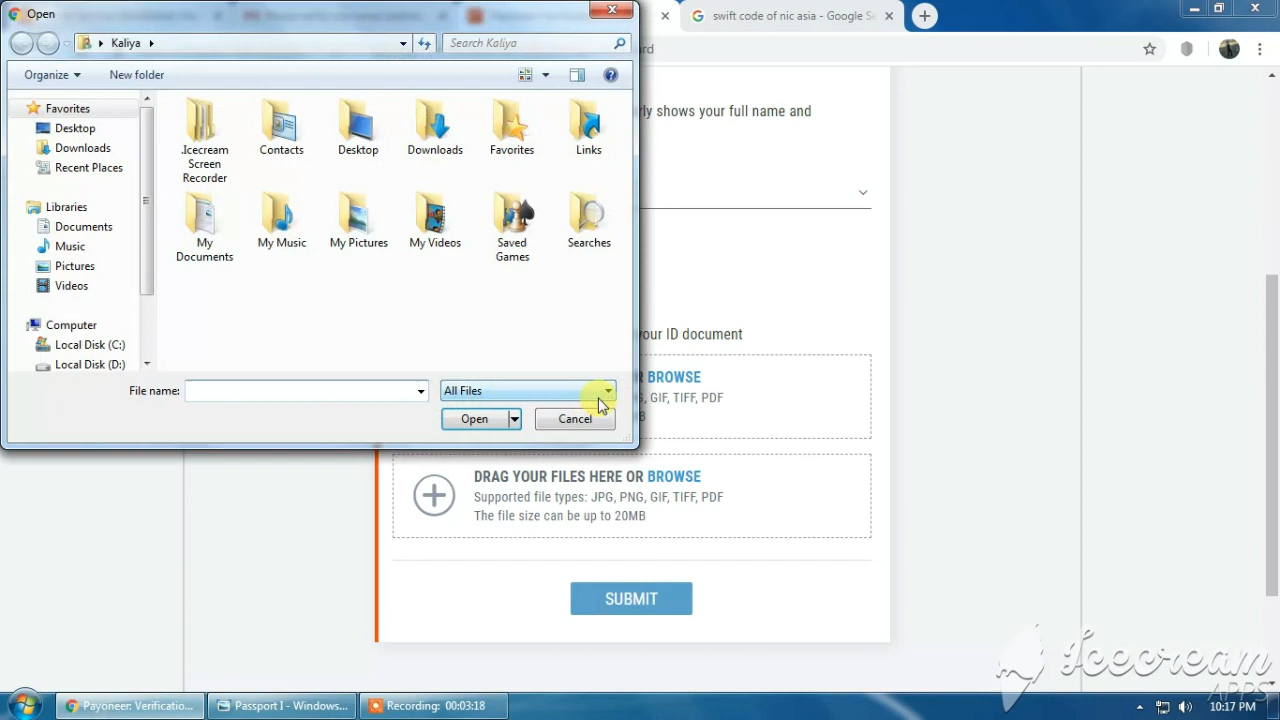 Open
swift code of nic asia - Google Se
Kaliya
Search Kaliya
rd
Organize
New folder
Favorites
Desktop
Downloads
Recent Places
Libraries
Documents
Music
Pictures
Videos
Computer
Local Disk (C:)
Local Disk (D:)
.Icecream
Screen
Recorder
Contacts
Desktop
Downloads
Favorites
Links
My
Documents
My Music
My Pictures
My Videos
Saved
Games
Searches
File name:
All Files
Open
Cancel
rly shows your full name and
our ID document
R BROWSE
G, GIF, TIFF, PDF
B
DRAG YOUR FILES HERE OR BROWSE
Supported file types: JPG, PNG, GIF, TIFF, PDF
The file size can be up to 20MB
SUBMIT
Icecream
APPS
Payoneer: Verificatio...
Passport I - Windows...
Recording: 00:03:18
10:17 PM